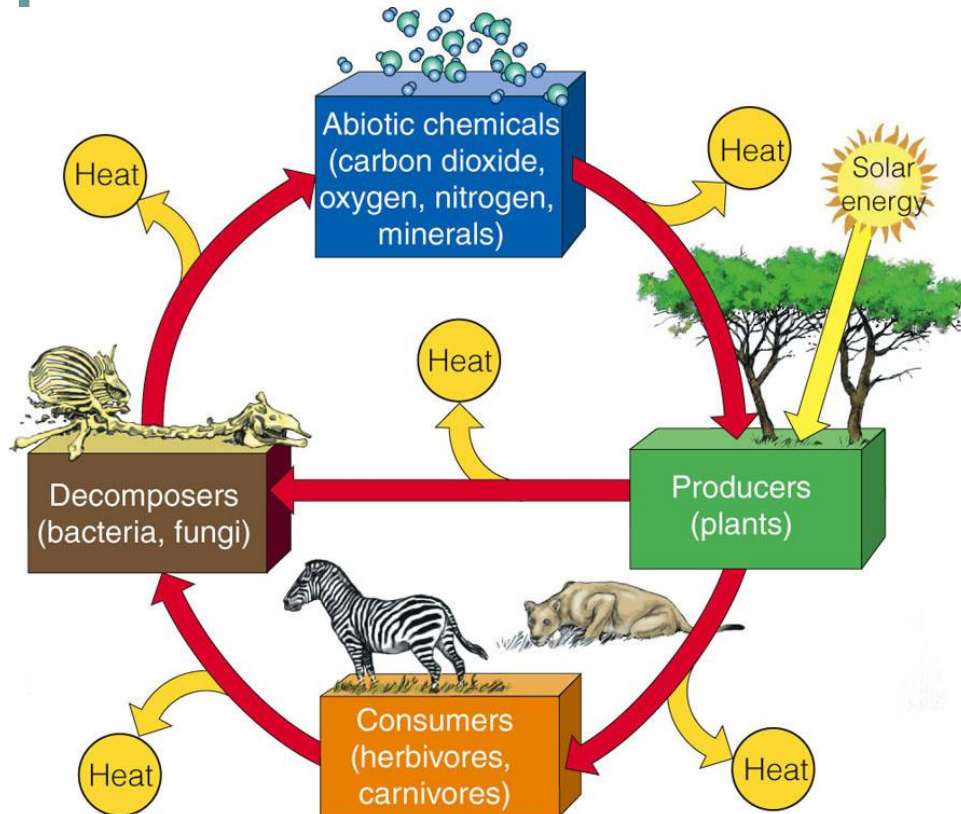 Abiotic chemicals
(carbon dioxide,
oxygen, nitrogen,
minerals)
Heat
Heat
Solar
energy
Heat
Decomposers
(bacteria, fungi)
Producers
(plants)
Consumers
(herbivores,
carnivores)
Heat
Heat